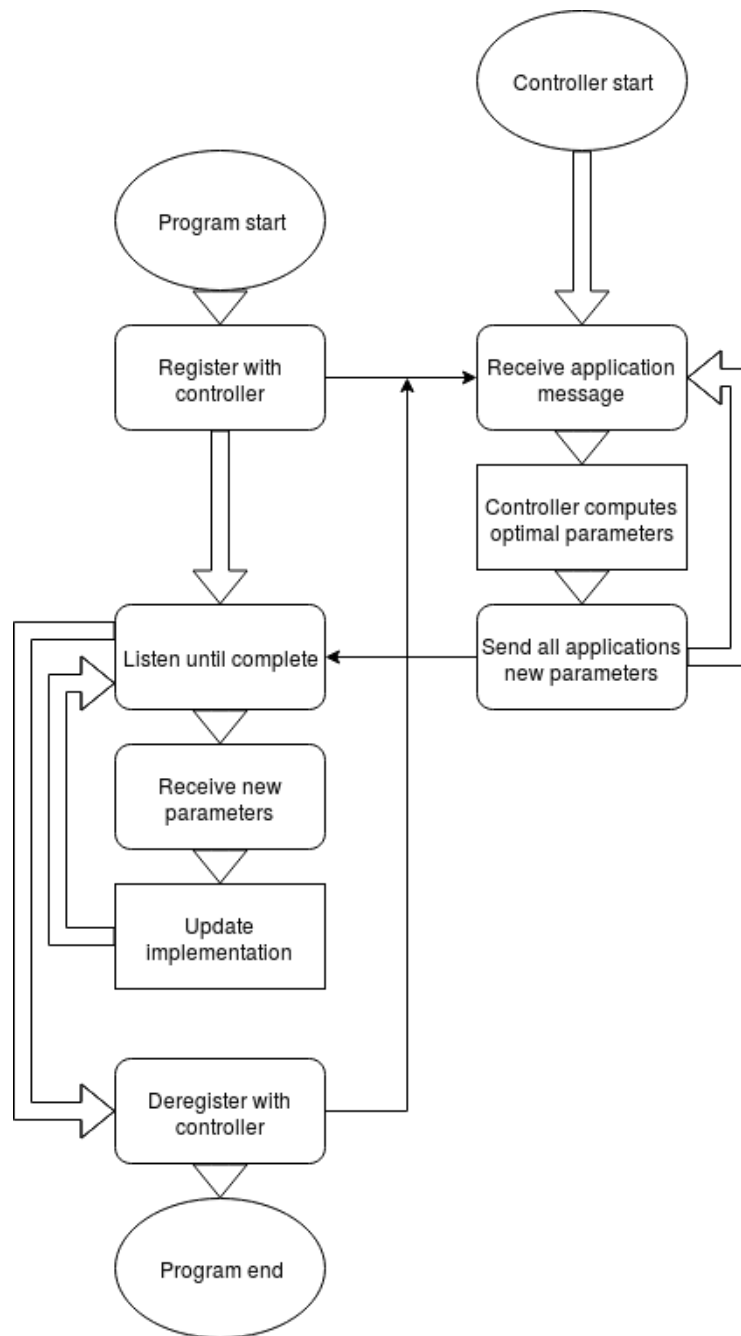 Controller start
Program start
Register with
controller
Receive application
message
Controller computes
optimal parameters
Listen until complete
Send all applications
new parameters
Receive new
parameters
Update
implementation
Deregister with
controller
Program end